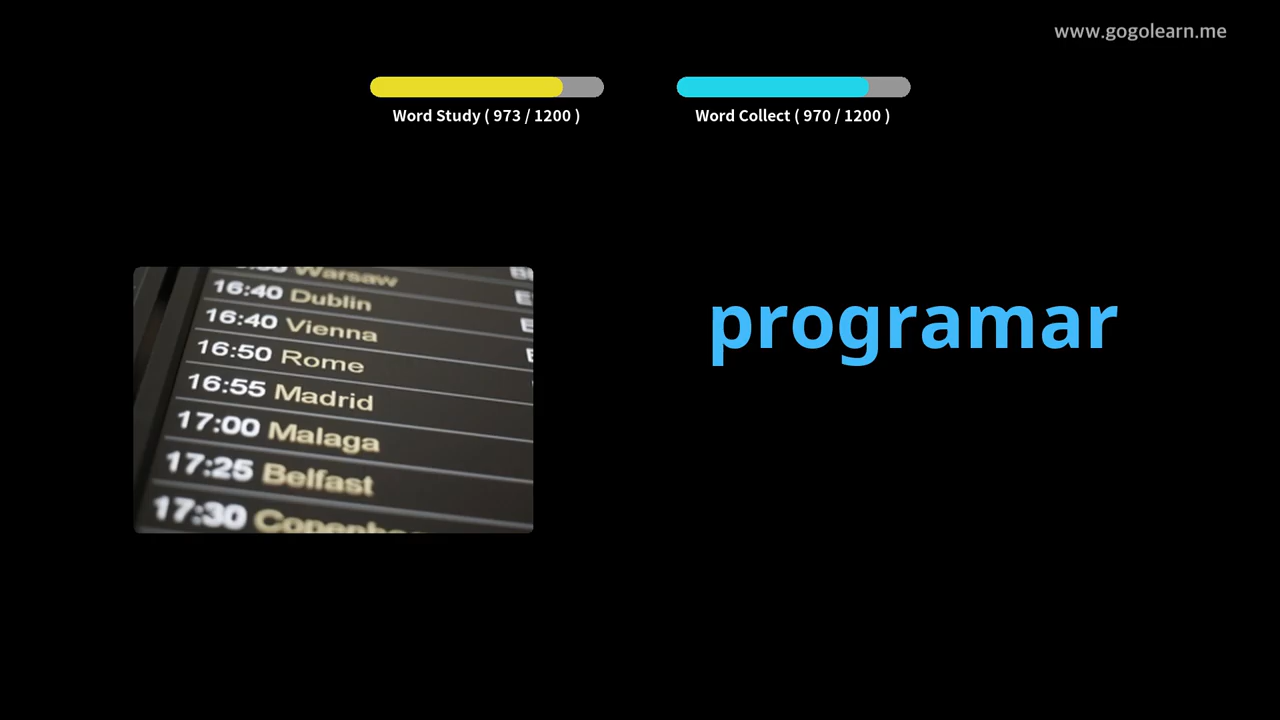 www.gogolearn.me
Word Study ( 973 / 1200 )
Word Collect ( 970 / 1200 )
programar
Warsaw
16:40 Dublin
16:40 Vienna
16:50 Rome
16:55 Madrid
17:00 Malaga
17:25 Belfast
17:30